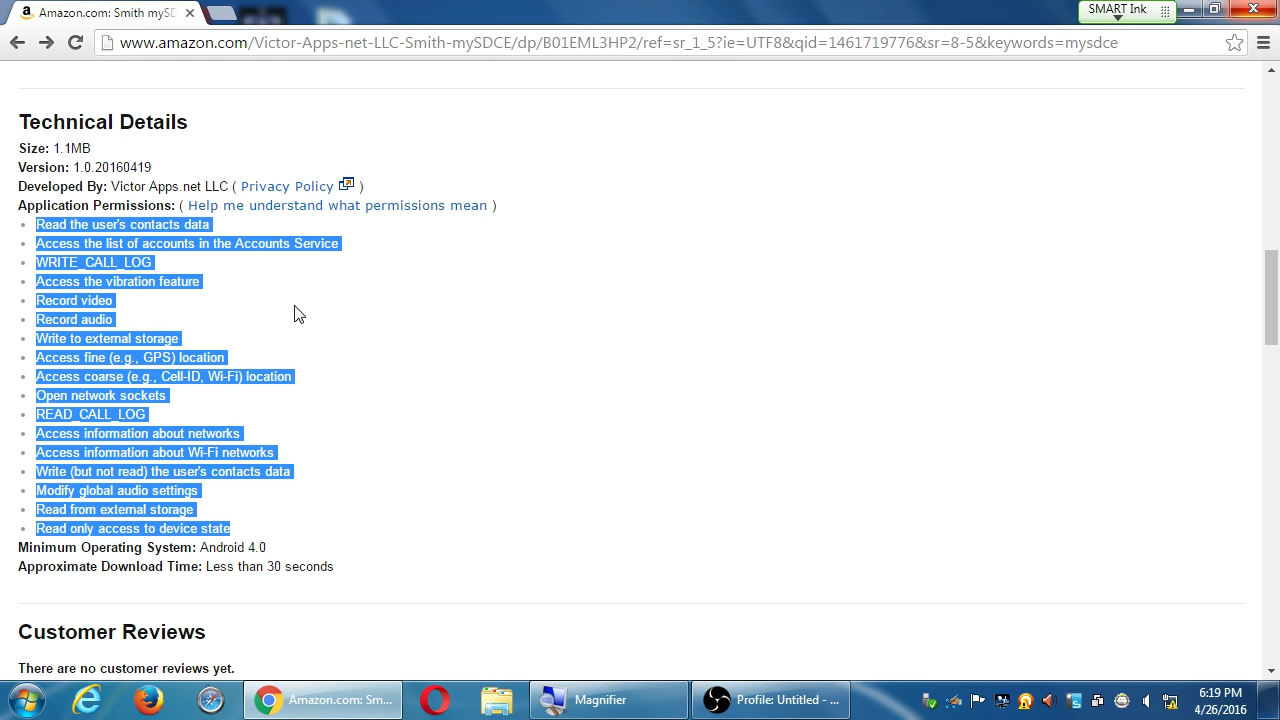 Amazon.com: Smith mySD
SMART Ink
www.amazon.com/Victor-Apps-net-LLC-Smith-mySDCE/dp/B01EML3HP2/ref=sr_1_5?ie=UTF8&qid=1461719776&sr=8-5&keywords=mysdce
Technical Details
Size: 1.1MB
Version: 1.0.20160419
Developed By: Victor Apps.net LLC ( Privacy Policy )
Application Permissions: ( Help me understand what permissions mean )
Read the user's contacts data
Access the list of accounts in the Accounts Service
WRITE_CALL_LOG
Access the vibration feature
Record video
Record audio
Write to external storage
Access fine (e.g., GPS) location
Access coarse (e.g., Cell-ID, Wi-Fi) location
Open network sockets
READ_CALL_LOG
Access information about networks
Access information about Wi-Fi networks
Write (but not read) the user's contacts data
Modify global audio settings
Read from external storage
Read only access to device state
Minimum Operating System: Android 4.0
Approximate Download Time: Less than 30 seconds
Customer Reviews
There are no customer reviews yet.
Amazon.com: Sm...
Magnifier
Profile: Untitled - ...
6:19 PM
4/26/2016